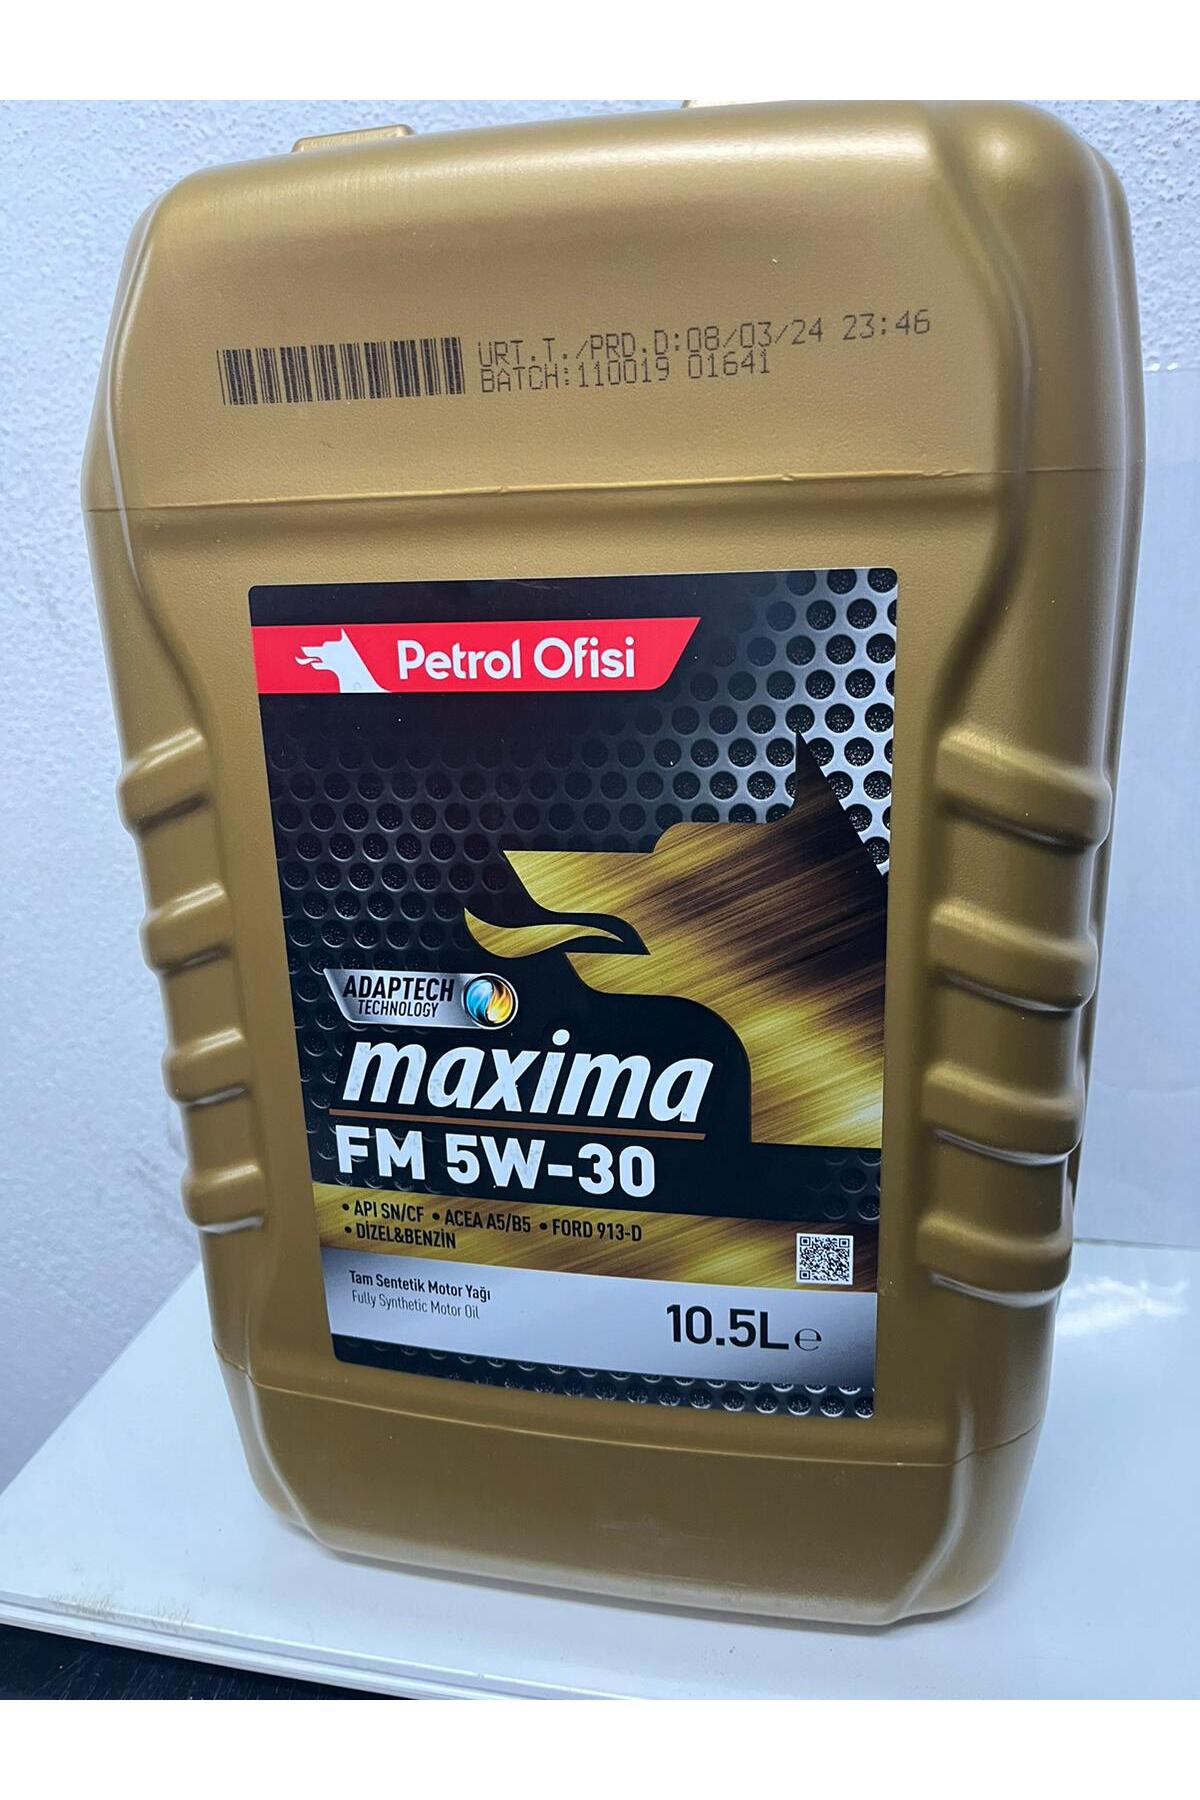 URT.T./PRD.D:08/03/24 23:46
BATCH:110019 01641
Petrol Ofisi
ADAPTECH
TECHNOLOGY
maxima
FM 5W-30
• API SN/CF • ACEA A5/B5 • FORD 913-D
• DİZEL&BENZİN
Tam Sentetik Motor Yağı
Fully Synthetic Motor Oil
10.5L ℮